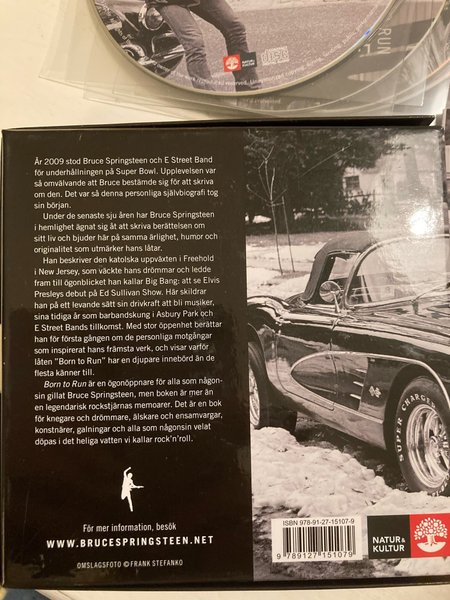 NATUR &
KULTUR
COMPACT
disc
RUN
År 2009 stod Bruce Springsteen och E Street Band
för underhållningen på Super Bowl. Upplevelsen var
så omvälvande att Bruce bestämde sig för att skriva
om den. Det var så denna personliga självbiografi tog
sin början.
Under de senaste sju åren har Bruce Springsteen
i hemlighet ägnat sig åt att skriva berättelsen om
sitt liv och bjuder här på samma ärlighet, humor och
originalitet som utmärker hans låtar.
Han beskriver den katolska uppväxten i Freehold
i New Jersey, som väckte hans drömmar och ledde
fram till ögonblicket han kallar Big Bang: att se Elvis
Presleys debut på Ed Sullivan Show. Här skildrar
han på ett levande sätt sin drivkraft att bli musiker,
sina tidiga år som barbandskung i Asbury Park och
E Street Bands tillkomst. Med stor öppenhet berättar
han för första gången om de personliga motgångar
som inspirerat hans främsta verk, och visar varför
låten ”Born to Run” har en djupare innebörd än de
flesta känner till.
Born to Run är en ögonöppnare för alla som någon-
sin gillat Bruce Springsteen, men boken är mer än
en legendarisk rockstjärnas memoarer. Det är en bok
för knegare och drömmare, älskare och ensamvargar,
konstnärer, galningar och alla som någonsin velat
döpas i det heliga vatten vi kallar rock’n’roll.
För mer information, besök
WWW.BRUCESPRINGSTEEN.NET
OMSLAGSFOTO © FRANK STEFANKO
SUPER CHARGER
ISBN 978-91-27-15107-9
9 789127 151079
NATUR &
KULTUR